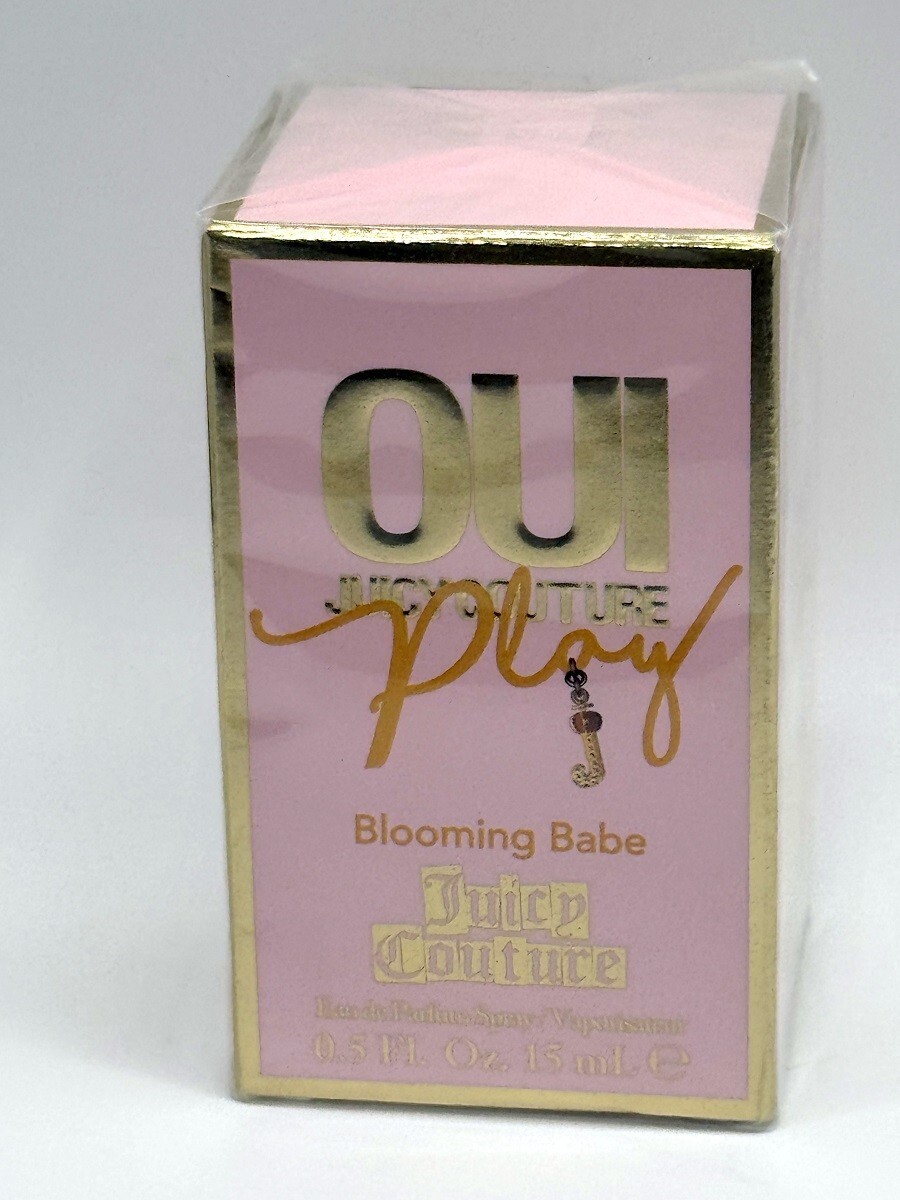 OUI
JUICY COUTURE
Play
J
Blooming Babe
Juicy
Couture
Eau de Parfum Spray / Vaporisateur
0.5 Fl. Oz. 15 mL e